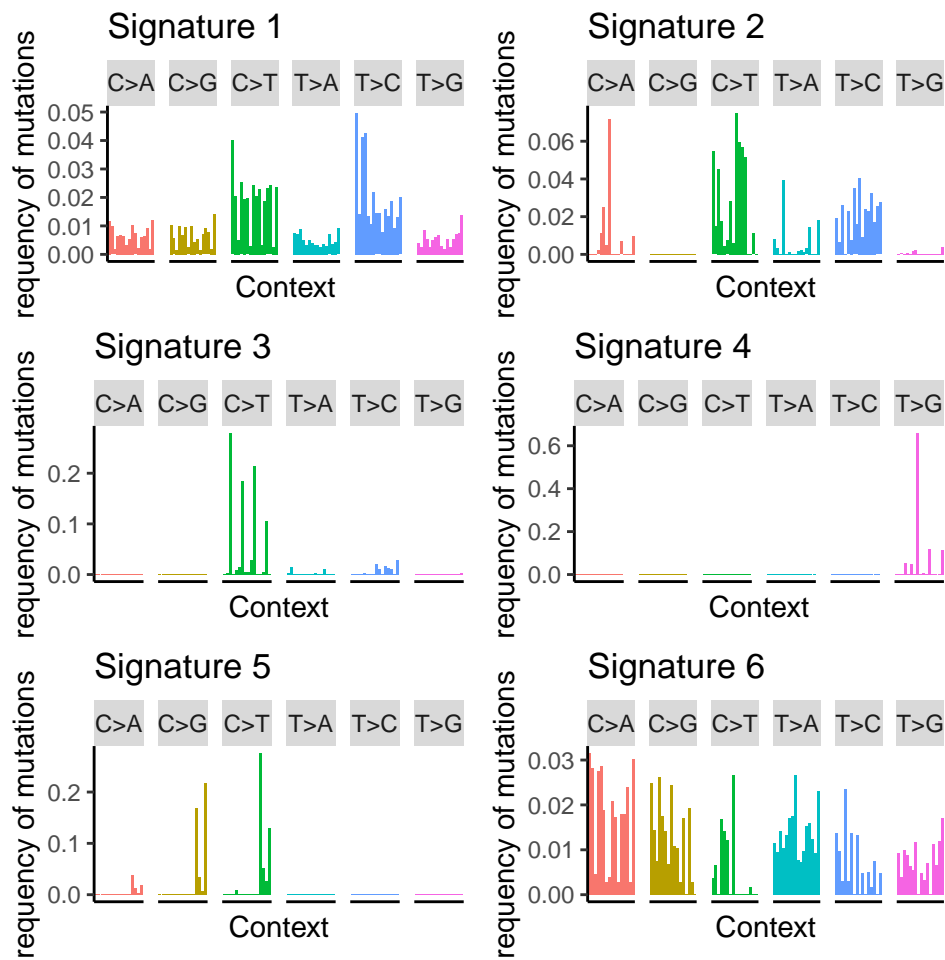 Signature 1
C>A C>G C>T T>A T>C T>G
requency of mutations
0.05
0.04
0.03
0.02
0.01
0.00
Context
Signature 2
C>A C>G C>T T>A T>C T>G
requency of mutations
0.06
0.04
0.02
0.00
Context
Signature 3
C>A C>G C>T T>A T>C T>G
requency of mutations
0.2
0.1
0.0
Context
Signature 4
C>A C>G C>T T>A T>C T>G
requency of mutations
0.6
0.4
0.2
0.0
Context
Signature 5
C>A C>G C>T T>A T>C T>G
requency of mutations
0.2
0.1
0.0
Context
Signature 6
C>A C>G C>T T>A T>C T>G
requency of mutations
0.03
0.02
0.01
0.00
Context